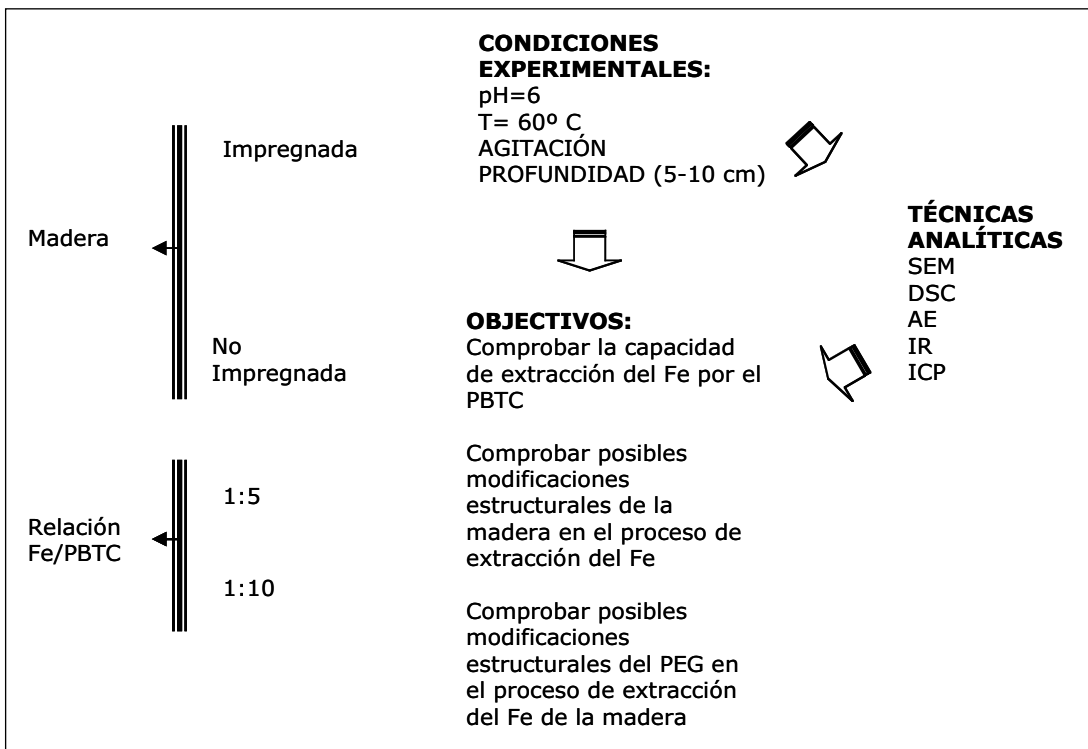 Madera
Impregnada
No
Impregnada
Relación
Fe/PBTC
1:5
1:10
CONDICIONES
EXPERIMENTALES:
pH=6
T= 60º C
AGITACIÓN
PROFUNDIDAD (5-10 cm)
OBJECTIVOS:
Comprobar la capacidad
de extracción del Fe por el
PBTC
Comprobar posibles
modificaciones
estructurales de la
madera en el proceso de
extracción del Fe
Comprobar posibles
modificaciones
estructurales del PEG en
el proceso de extracción
del Fe de la madera
TÉCNICAS
ANALÍTICAS
SEM
DSC
AE
IR
ICP